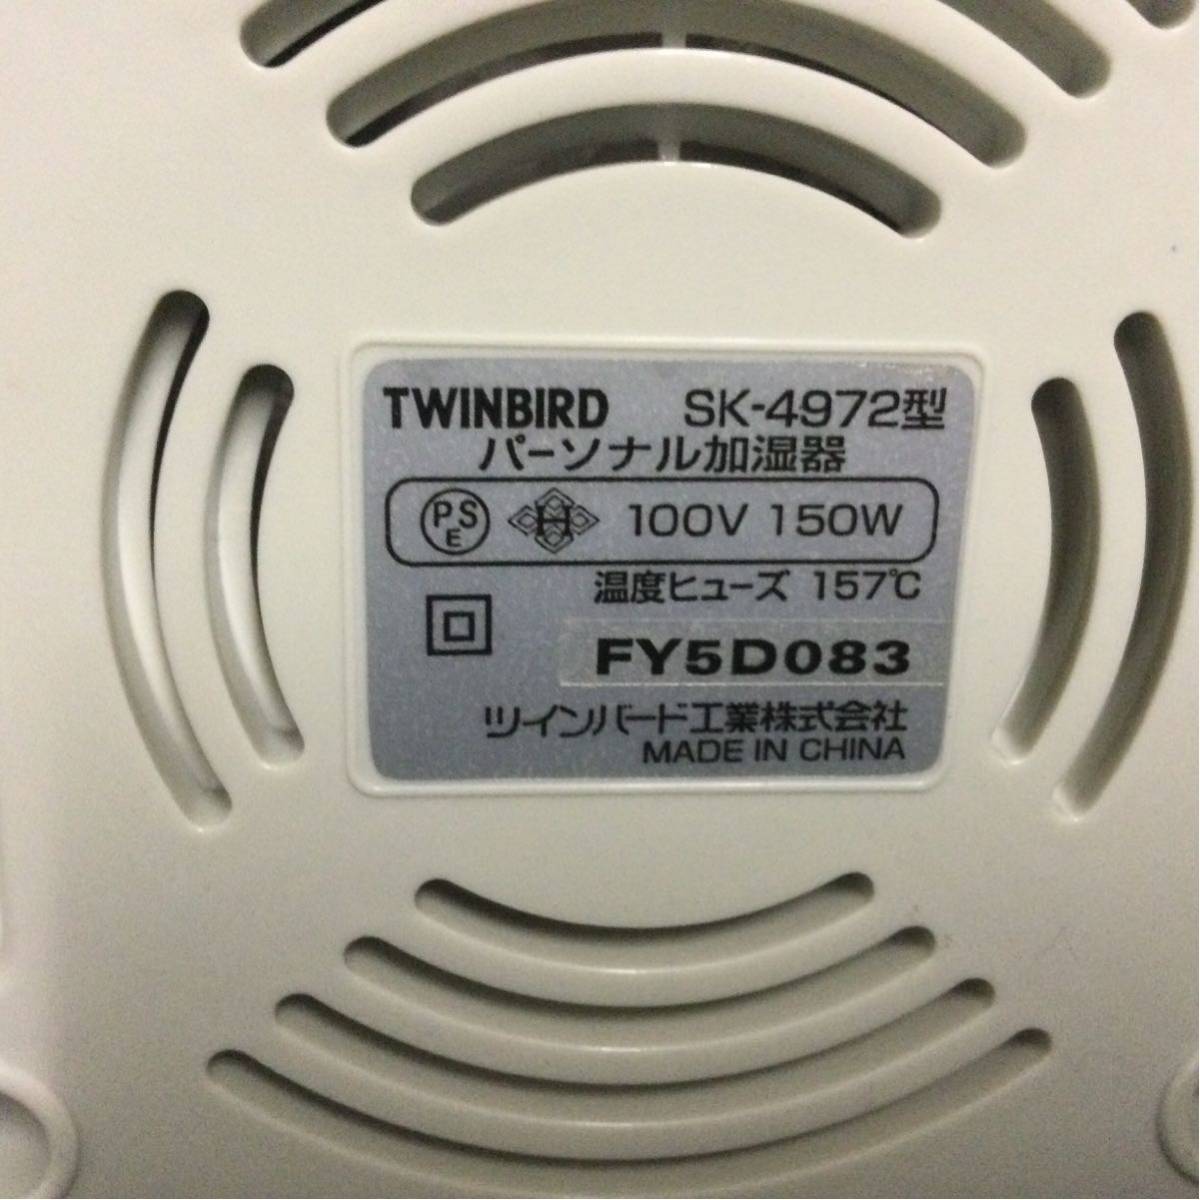 TWINBIRD SK-4972型
パーソナル加湿器
PSE H 100V 150W
温度ヒューズ 157℃
FY5D083
ツインバード工業株式会社
MADE IN CHINA